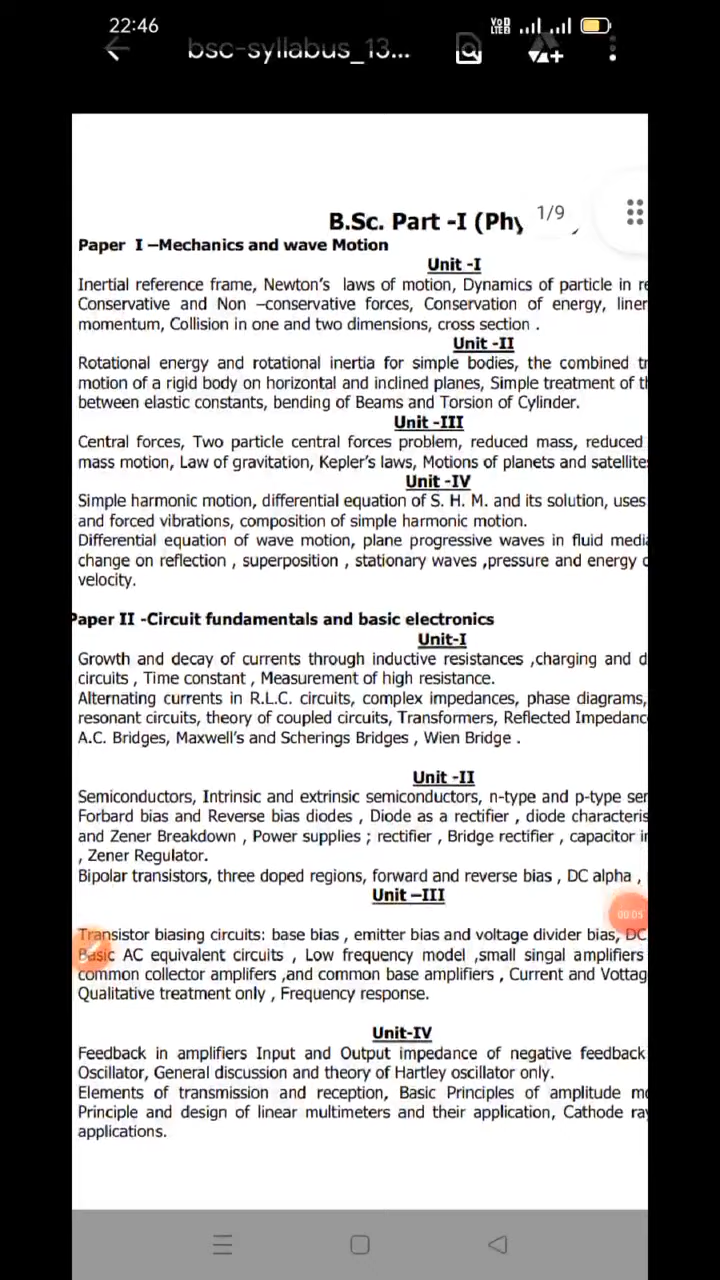 22:46
VoD LTE
bsc-syllabus_13...
1/9
B.Sc. Part -I (Phy
Paper I –Mechanics and wave Motion
Unit -I
Inertial reference frame, Newton's laws of motion, Dynamics of particle in re
Conservative and Non –conservative forces, Conservation of energy, liner
momentum, Collision in one and two dimensions, cross section .
Unit -II
Rotational energy and rotational inertia for simple bodies, the combined tr
motion of a rigid body on horizontal and inclined planes, Simple treatment of th
between elastic constants, bending of Beams and Torsion of Cylinder.
Unit -III
Central forces, Two particle central forces problem, reduced mass, reduced
mass motion, Law of gravitation, Kepler's laws, Motions of planets and satellites
Unit -IV
Simple harmonic motion, differential equation of S. H. M. and its solution, uses
and forced vibrations, composition of simple harmonic motion.
Differential equation of wave motion, plane progressive waves in fluid media
change on reflection , superposition , stationary waves ,pressure and energy
velocity.
Paper II -Circuit fundamentals and basic electronics
Unit-I
Growth and decay of currents through inductive resistances ,charging and d
circuits , Time constant , Measurement of high resistance.
Alternating currents in R.L.C. circuits, complex impedances, phase diagrams,
resonant circuits, theory of coupled circuits, Transformers, Reflected Impedanc
A.C. Bridges, Maxwell's and Scherings Bridges , Wien Bridge .
Unit -II
Semiconductors, Intrinsic and extrinsic semiconductors, n-type and p-type ser
Forbard bias and Reverse bias diodes , Diode as a rectifier , diode characteris
and Zener Breakdown , Power supplies ; rectifier , Bridge rectifier , capacitor i
, Zener Regulator.
Bipolar transistors, three doped regions, forward and reverse bias , DC alpha ,
Unit –III
00:05
Transistor biasing circuits: base bias , emitter bias and voltage divider bias, DC
Basic AC equivalent circuits , Low frequency model ,small singal amplifiers
common collector amplifers ,and common base amplifiers , Current and Vottag
Qualitative treatment only , Frequency response.
Unit-IV
Feedback in amplifiers Input and Output impedance of negative feedback
Oscillator, General discussion and theory of Hartley oscillator only.
Elements of transmission and reception, Basic Principles of amplitude mo
Principle and design of linear multimeters and their application, Cathode ray
applications.